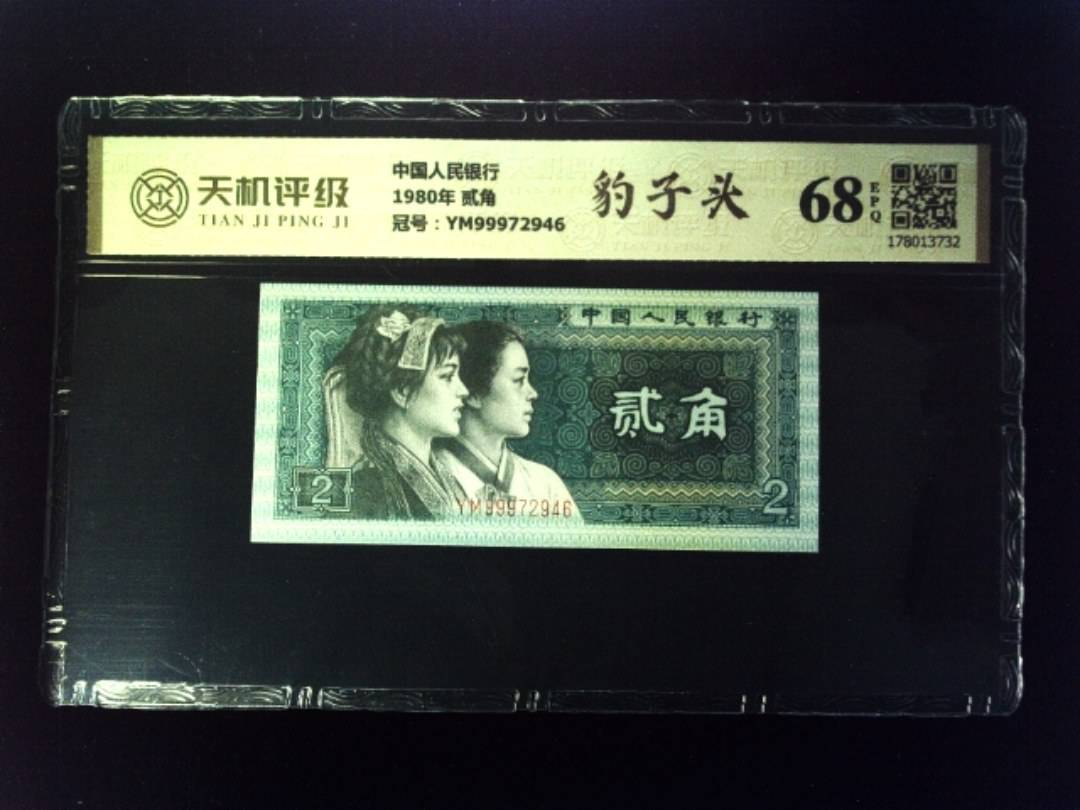 天机评级
TIAN JI PING JI
中国人民银行
1980年 贰角
冠号：YM99972946
豹子头
68
EPQ
178013732
中国人民银行
贰角
2
YM99972946
2